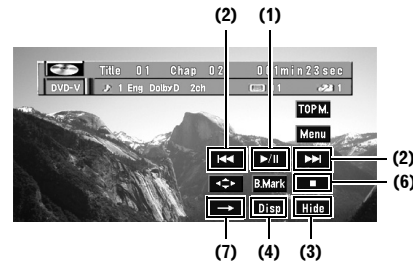 (2) (1)
Title 01 Chap 02 001min23sec
DVD-V 1 Eng DolbyD 2ch 1 1
TOP M.
Menu
(2)
B.Mark
(6)
Disp Hide
(7) (4) (3)